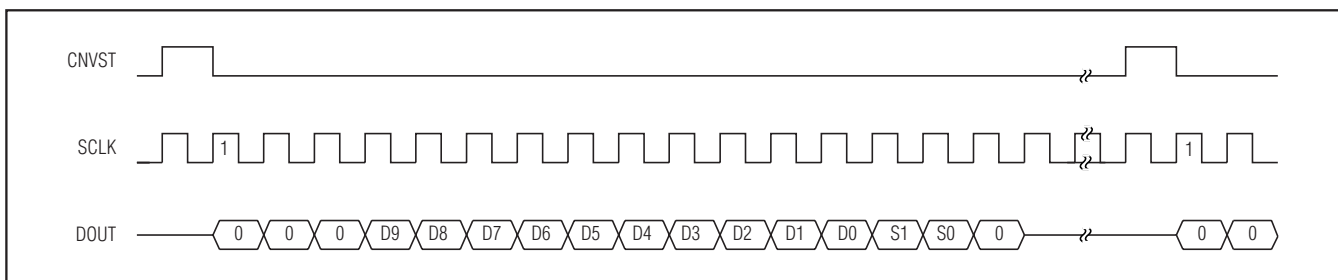 CNVST
SCLK 1 1
DOUT 0 0 0 D9 D8 D7 D6 D5 D4 D3 D2 D1 D0 S1 S0 0 0 0